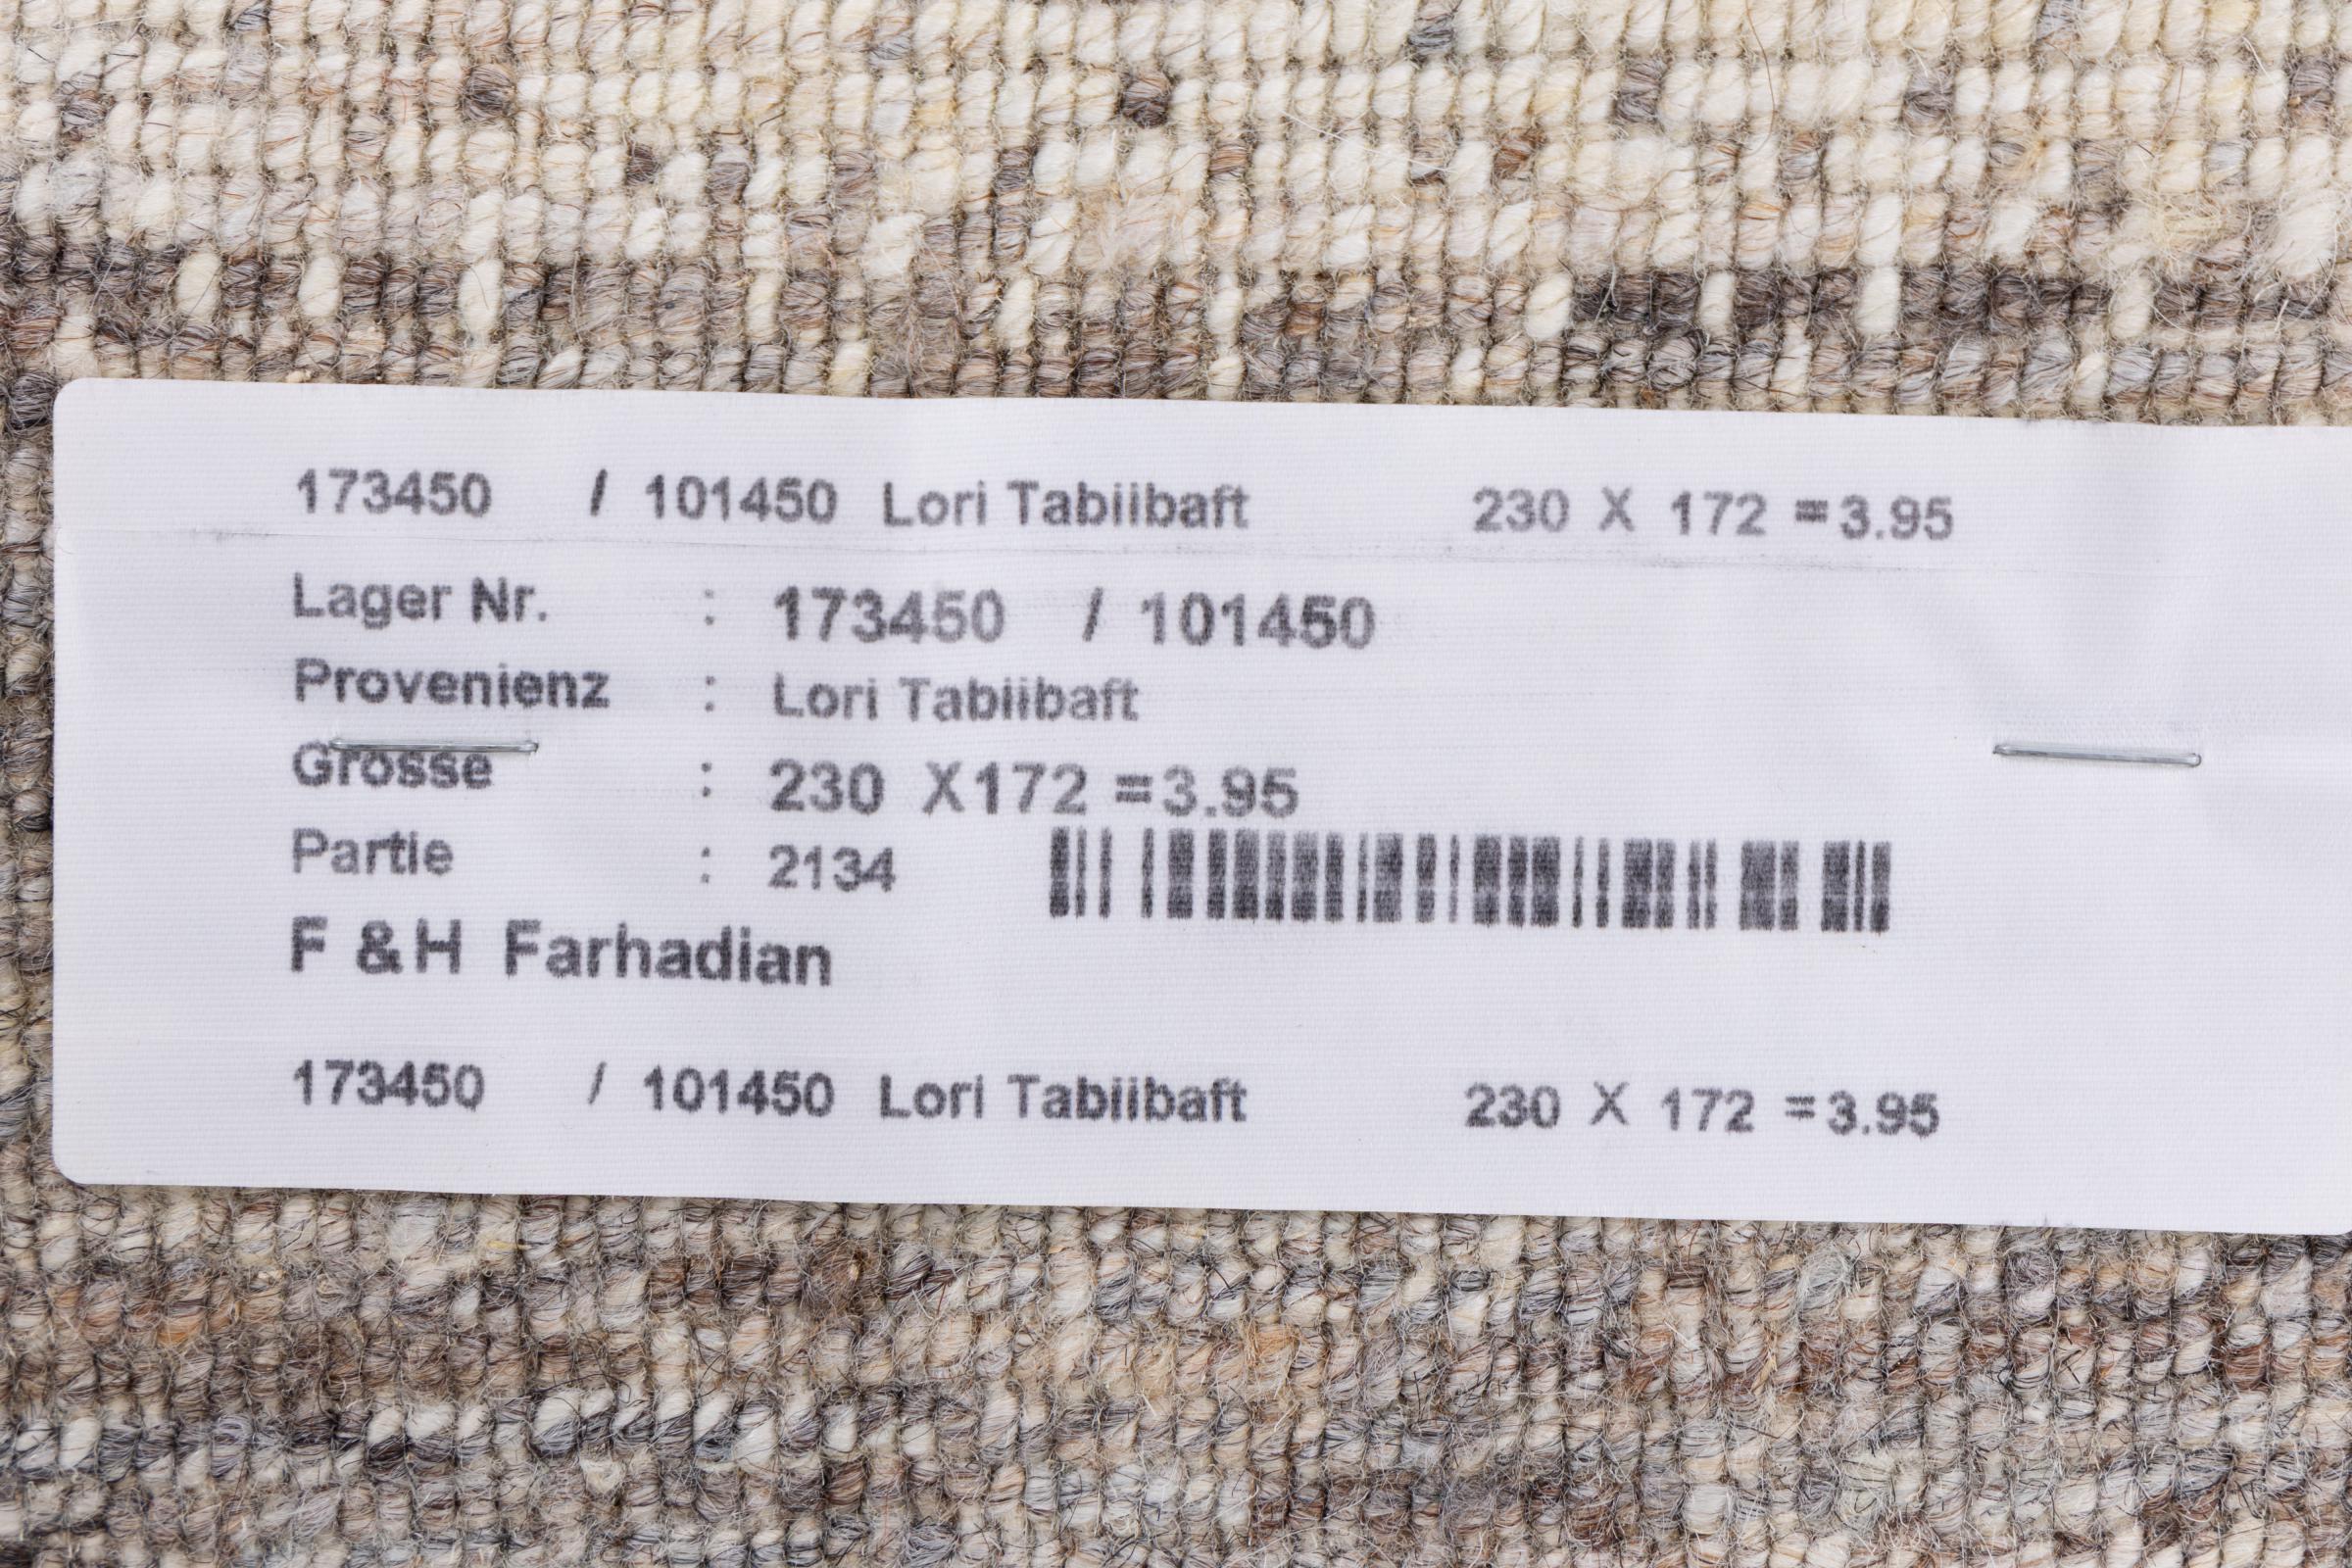 173450 / 101450 Lori Tabiibaft 230 X 172 =3.95
Lager Nr. : 173450 / 101450
Provenienz : Lori Tabiibaft
Grosse : 230 X172 =3.95
Partie : 2134
F &H Farhadian
173450 / 101450 Lori Tabiibaft 230 X 172 =3.95